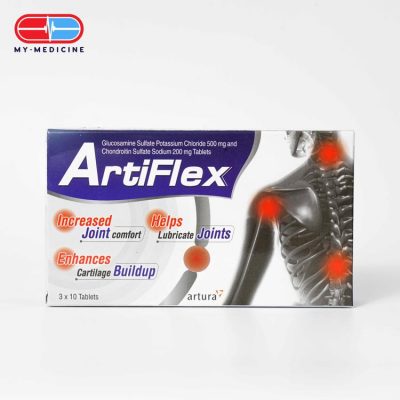 MY-MEDICINE
Glucosamine Sulfate Potassium Chloride 500 mg and
Chondroitin Sulfate Sodium 200 mg Tablets
ArtiFlex
Increased
Joint comfort
Helps
Lubricate Joints
Enhances
Cartilage Buildup
3 x 10 Tablets
artura